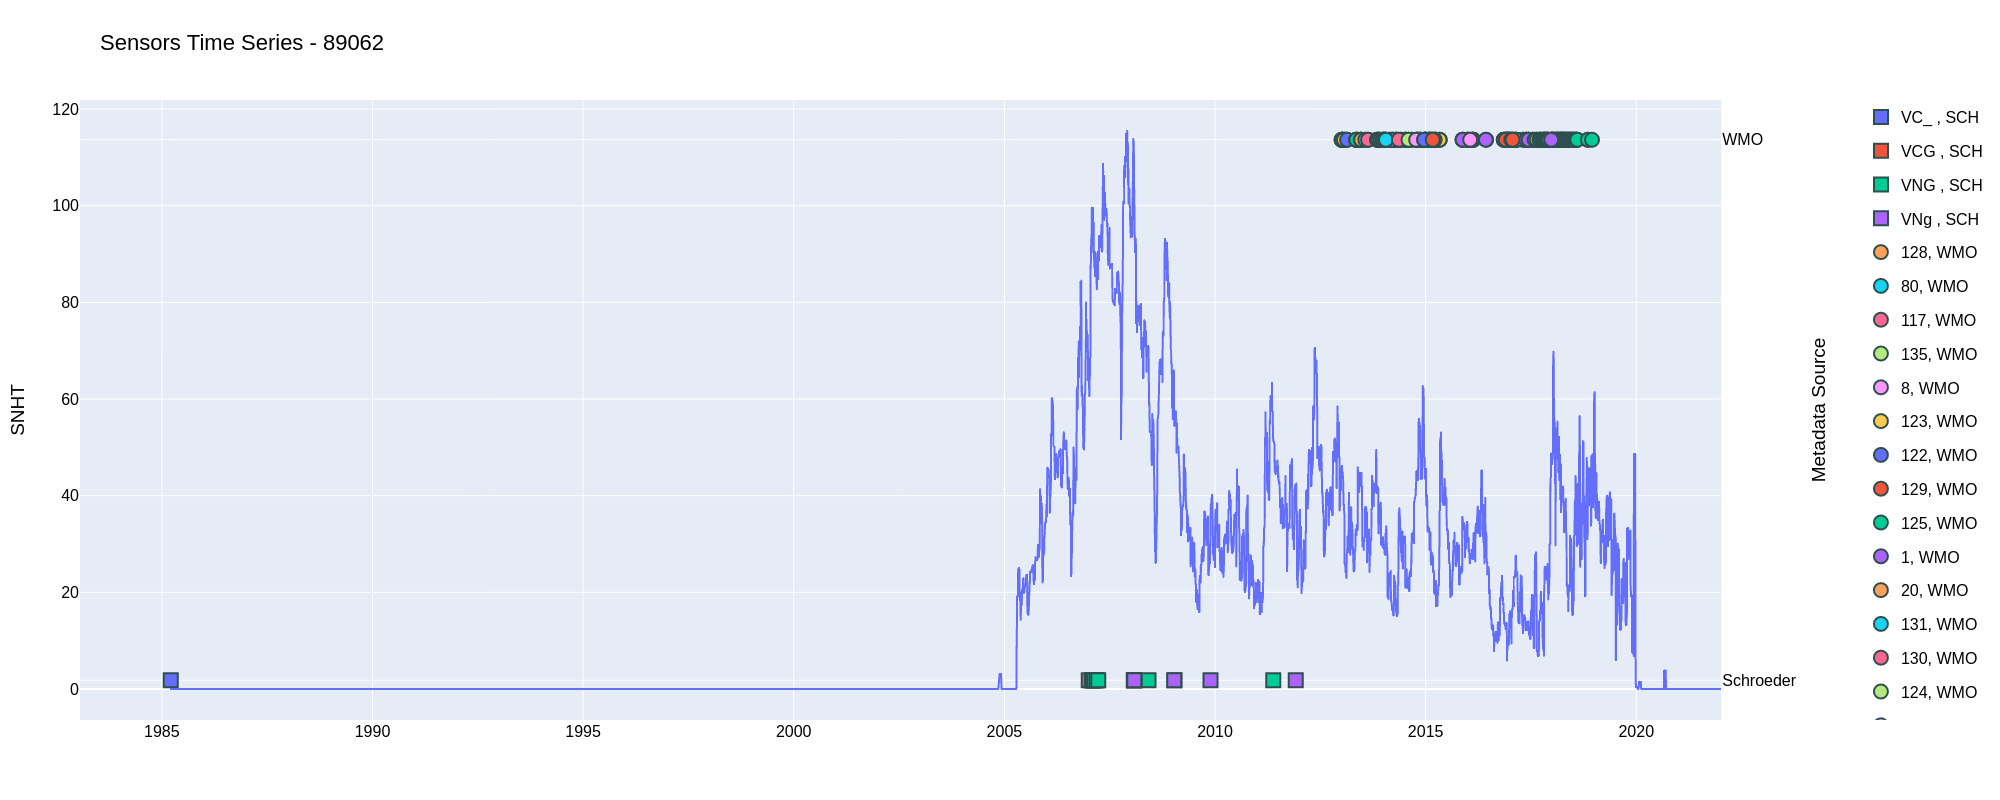 Sensors Time Series - 89062
SNHT
120
100
80
60
40
20
0
1985
1990
1995
2000
2005
2010
2015
2020
WMO
Schroeder
Metadata Source
VC_ , SCH
VCG , SCH
VNG , SCH
VNg , SCH
128, WMO
80, WMO
117, WMO
135, WMO
8, WMO
123, WMO
122, WMO
129, WMO
125, WMO
1, WMO
20, WMO
131, WMO
130, WMO
124, WMO